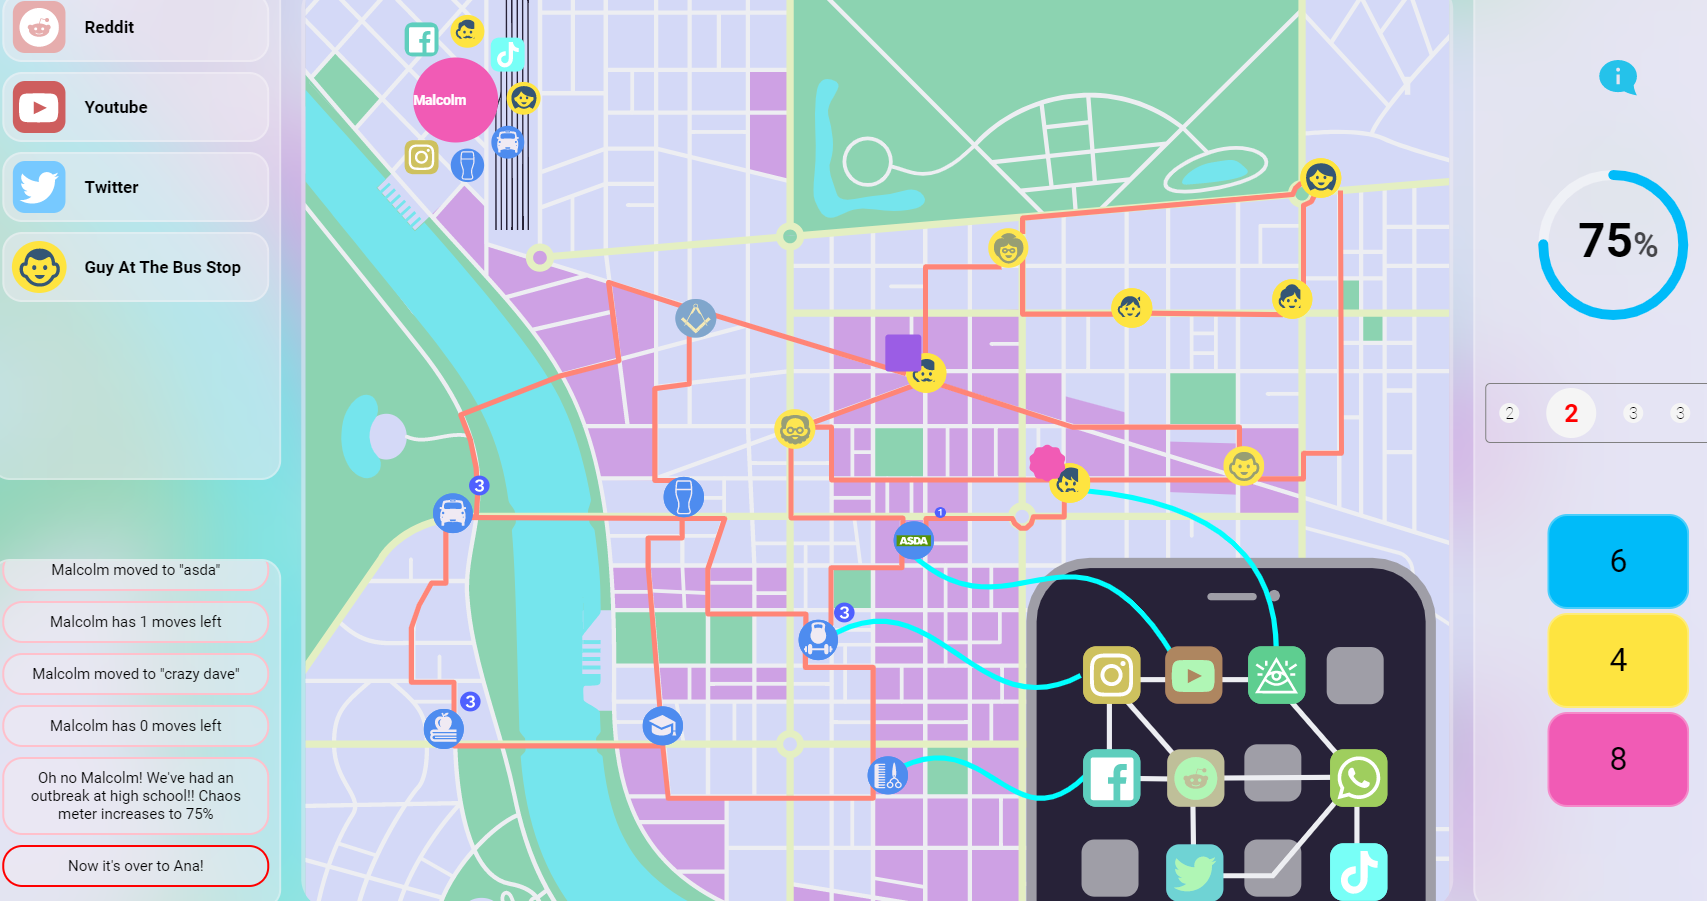 Reddit
Youtube
Twitter
Guy At The Bus Stop
Malcolm moved to "asda"
Malcolm has 1 moves left
Malcolm moved to "crazy dave"
Malcolm has 0 moves left
Oh no Malcolm! We've had an
outbreak at high school!! Chaos
meter increases to 75%
Now it's over to Ana!
Malcolm
3
1
ASDA
3
3
i
75%
2 2 3 3
6
4
8